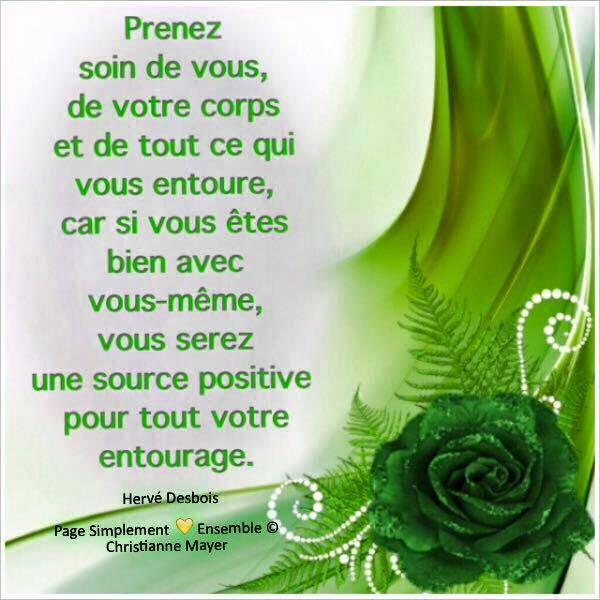 Prenez
soin de vous,
de votre corps
et de tout ce qui
vous entoure,
car si vous êtes
bien avec
vous-même,
vous serez
une source positive
pour tout votre
entourage.
Hervé Desbois
Page Simplement 💛 Ensemble ©
Christianne Mayer